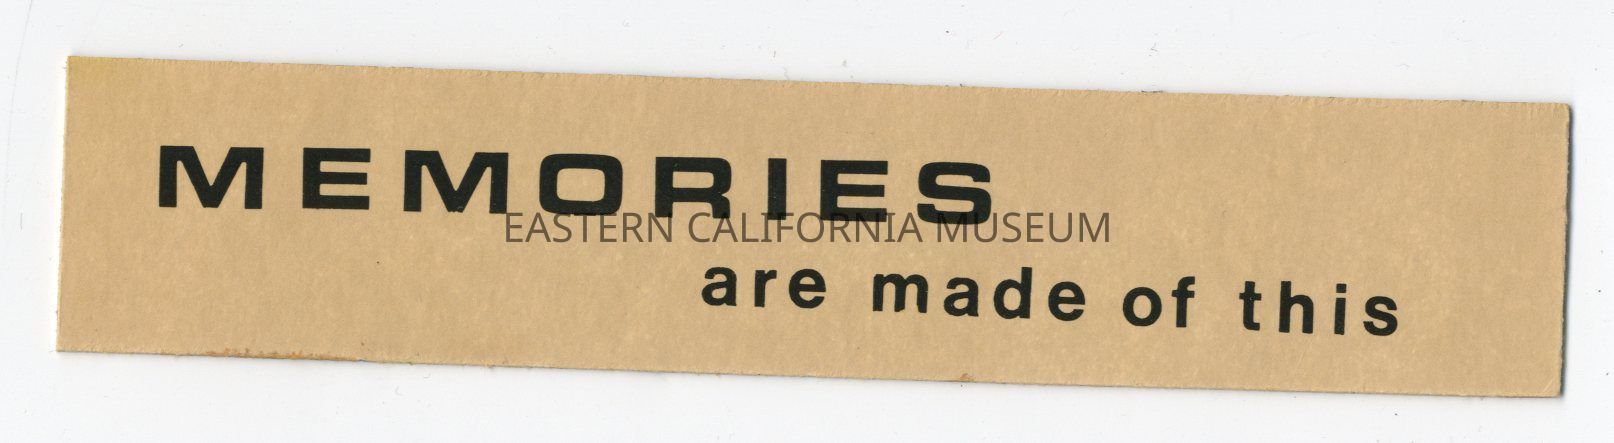 MEMORIES
EASTERN CALIFORNIA MUSEUM
are made of this